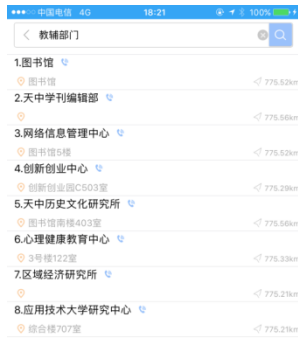 中国电信 4G 18:21 100%
教辅部门
1.图书馆
图书馆 775.52km
2.天中学刊编辑部
775.56km
3.网络信息管理中心
图书馆5楼 775.52km
4.创新创业中心
创新创业园C503室 775.29km
5.天中历史文化研究所
图书馆南楼403室 775.56km
6.心理健康教育中心
3号楼122室 775.33km
7.区域经济研究所
775.21km
8.应用技术大学研究中心
综合楼707室 775.21km